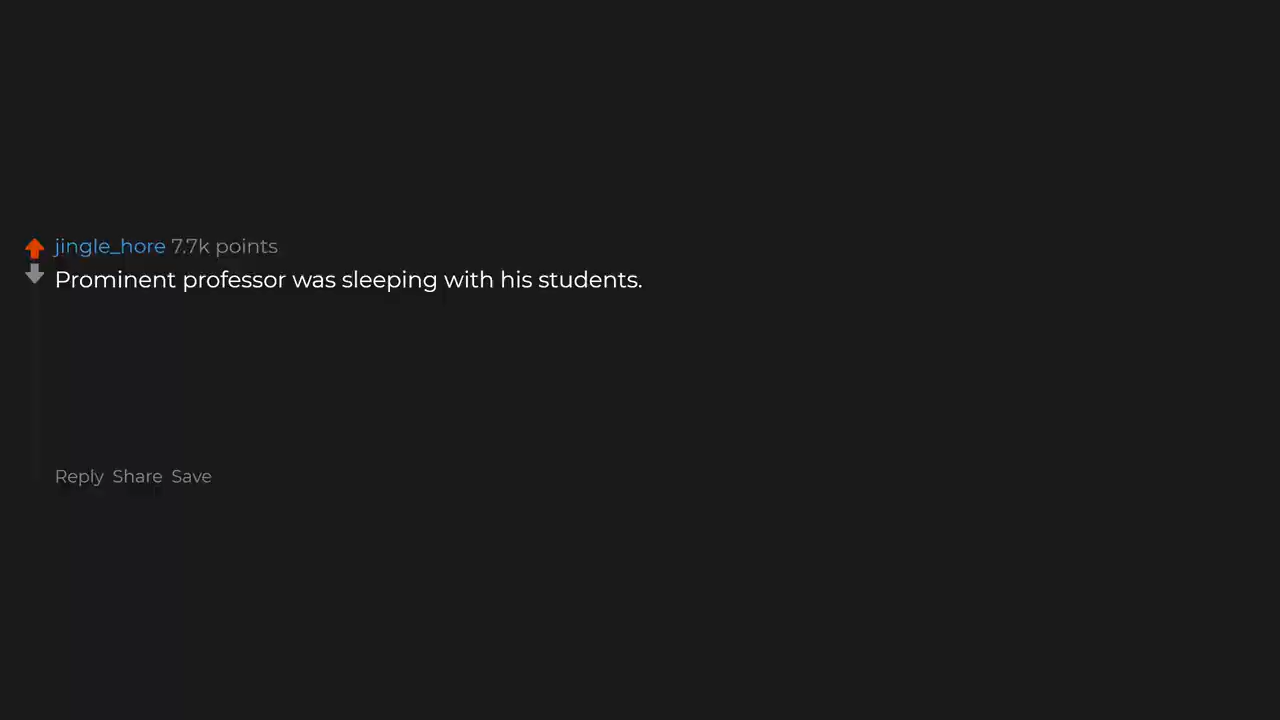 jingle_hore 7.7k points
Prominent professor was sleeping with his students.
Reply Share Save